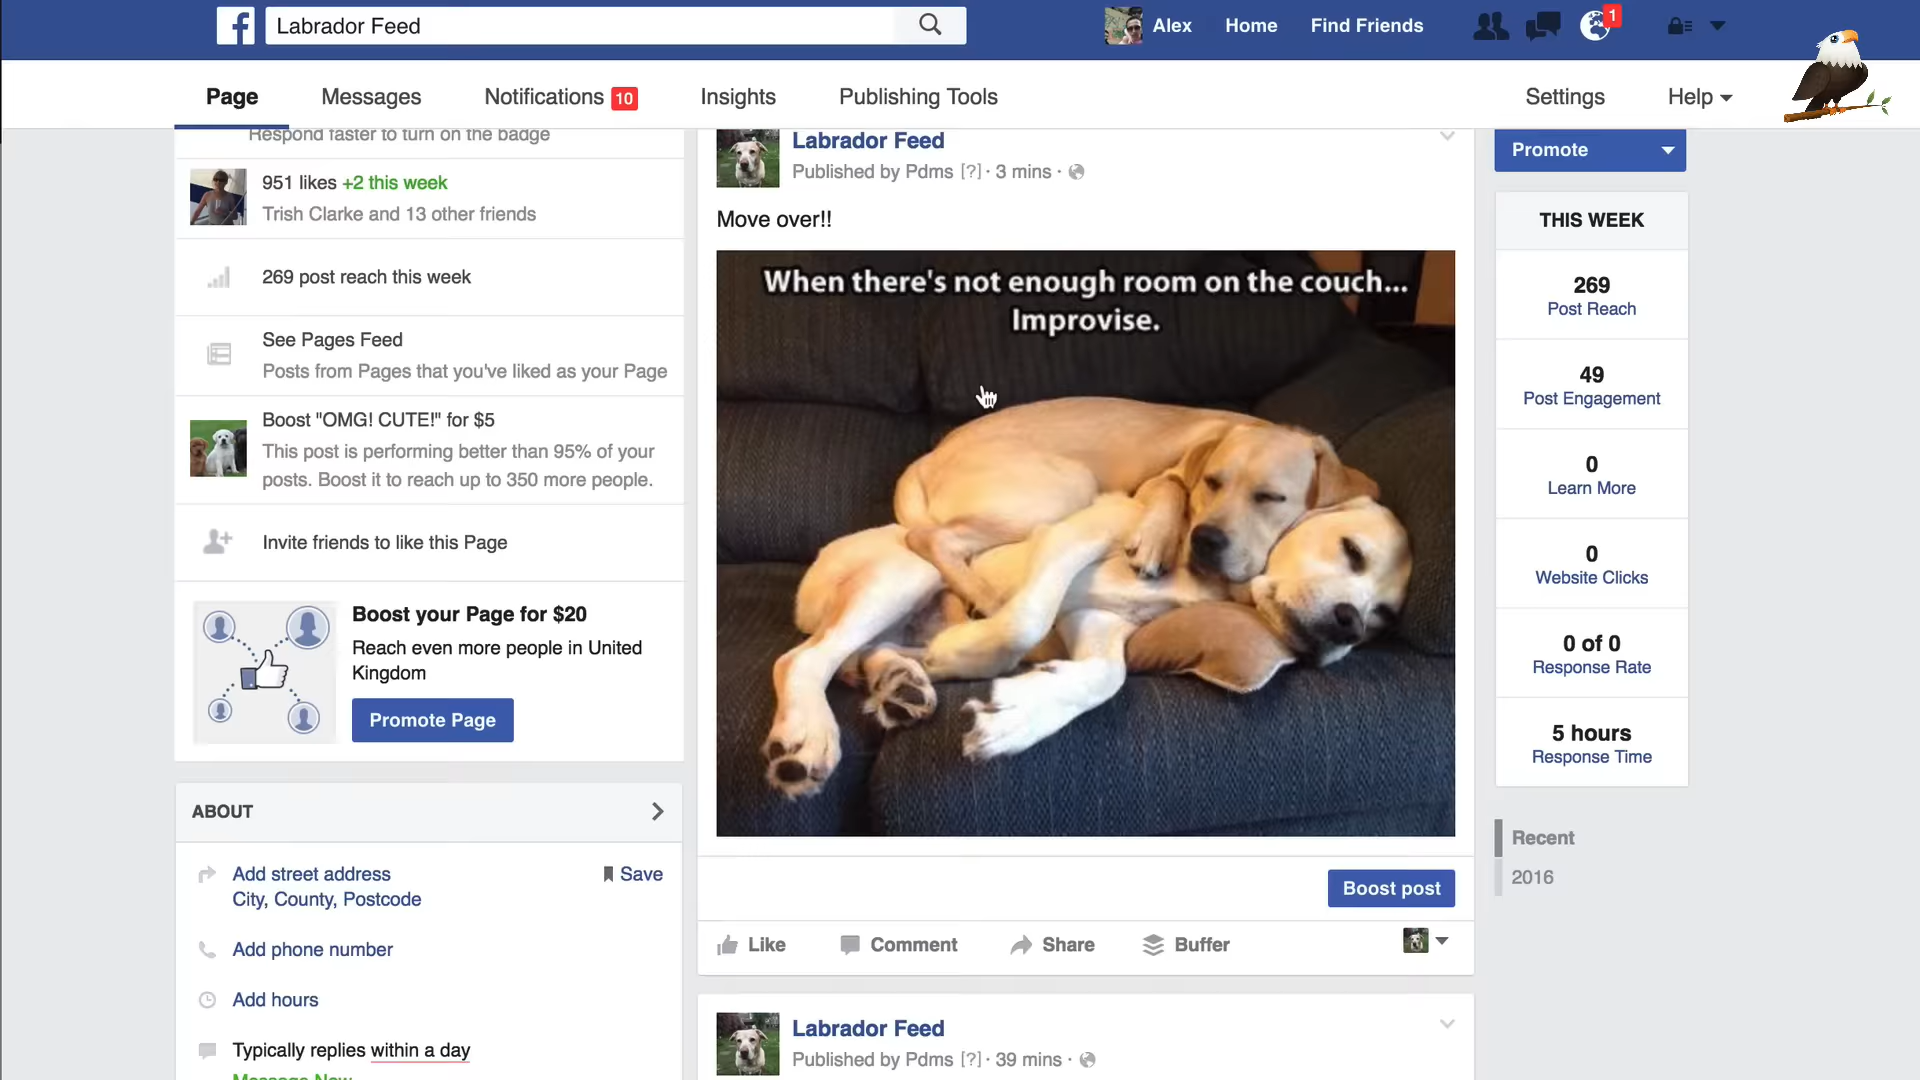 Labrador Feed
Alex
Home
Find Friends
1
Page
Messages
Notifications 10
Insights
Publishing Tools
Settings
Help
Respond faster to turn on the badge
951 likes +2 this week
Trish Clarke and 13 other friends
269 post reach this week
See Pages Feed
Posts from Pages that you've liked as your Page
Boost "OMG! CUTE!" for $5
This post is performing better than 95% of your
posts. Boost it to reach up to 350 more people.
Invite friends to like this Page
Boost your Page for $20
Reach even more people in United
Kingdom
Promote Page
ABOUT
Add street address
Save
City, County, Postcode
Add phone number
Add hours
Typically replies within a day
Message Now
Labrador Feed
Published by Pdms [?] · 3 mins ·
Move over!!
When there's not enough room on the couch...
Improvise.
Boost post
Like
Comment
Share
Buffer
Labrador Feed
Published by Pdms [?] · 39 mins ·
Promote
THIS WEEK
269
Post Reach
49
Post Engagement
0
Learn More
0
Website Clicks
0 of 0
Response Rate
5 hours
Response Time
Recent
2016